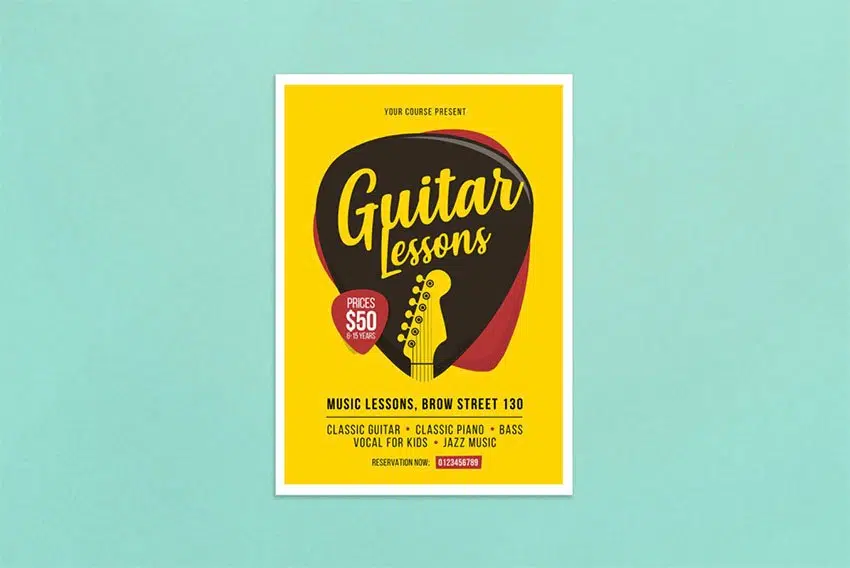 YOUR COURSE PRESENT
Guitar
Lessons
PRICES
$50
6-15 YEARS
MUSIC LESSONS, BROW STREET 130
CLASSIC GUITAR • CLASSIC PIANO • BASS
VOCAL FOR KIDS • JAZZ MUSIC
RESERVATION NOW: 0123456789